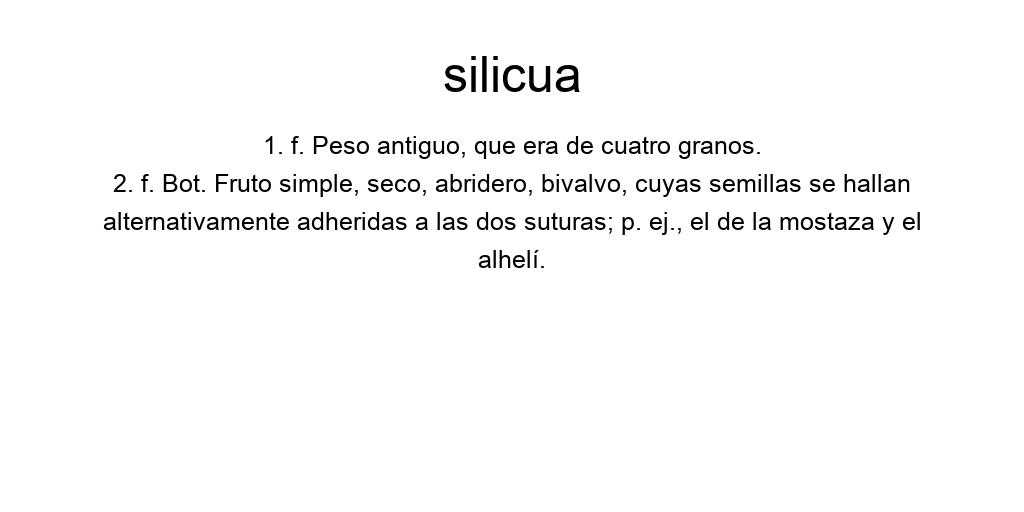 silicua
1. f. Peso antiguo, que era de cuatro granos.
2. f. Bot. Fruto simple, seco, abridero, bivalvo, cuyas semillas se hallan
alternativamente adheridas a las dos suturas; p. ej., el de la mostaza y el
alhelí.